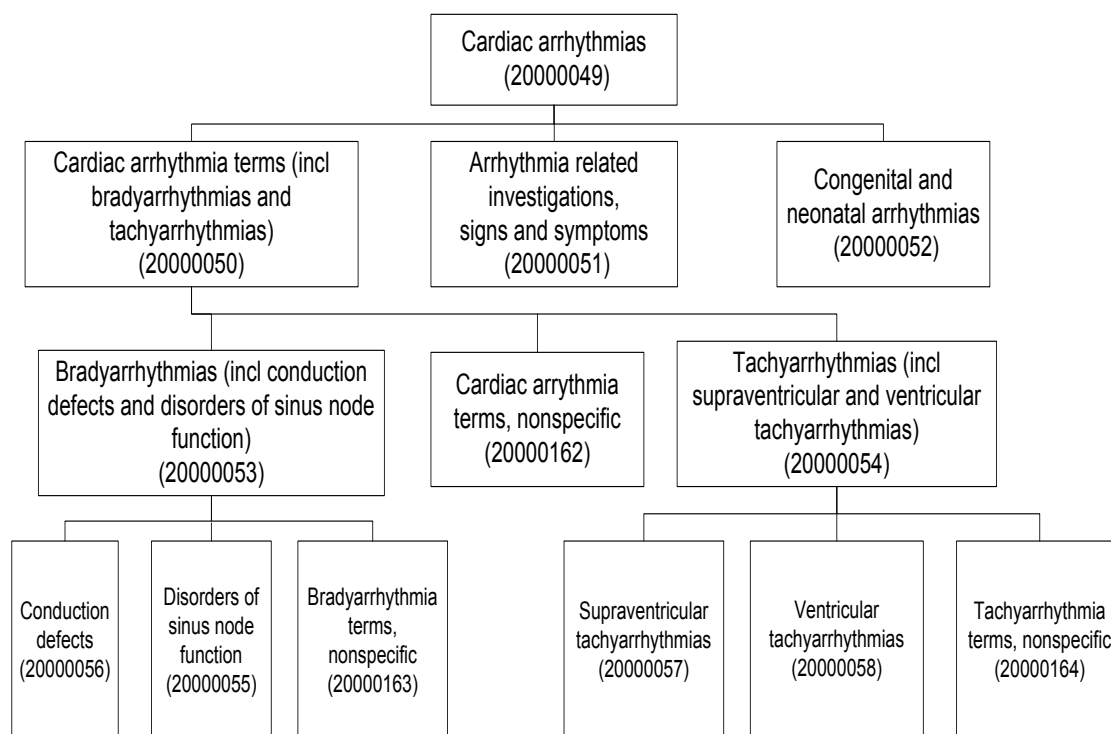 Cardiac arrhythmias
(20000049)
Cardiac arrhythmia terms (incl
bradyarrhythmias and
tachyarrhythmias)
(20000050)
Arrhythmia related
investigations,
signs and symptoms
(20000051)
Congenital and
neonatal arrhythmias
(20000052)
Bradyarrhythmias (incl conduction
defects and disorders of sinus node
function)
(20000053)
Cardiac arrythmia
terms, nonspecific
(20000162)
Tachyarrhythmias (incl
supraventricular and ventricular
tachyarrhythmias)
(20000054)
Conduction
defects
(20000056)
Disorders of
sinus node
function
(20000055)
Bradyarrhythmia
terms,
nonspecific
(20000163)
Supraventricular
tachyarrhythmias
(20000057)
Ventricular
tachyarrhythmias
(20000058)
Tachyarrhythmia
terms, nonspecific
(20000164)